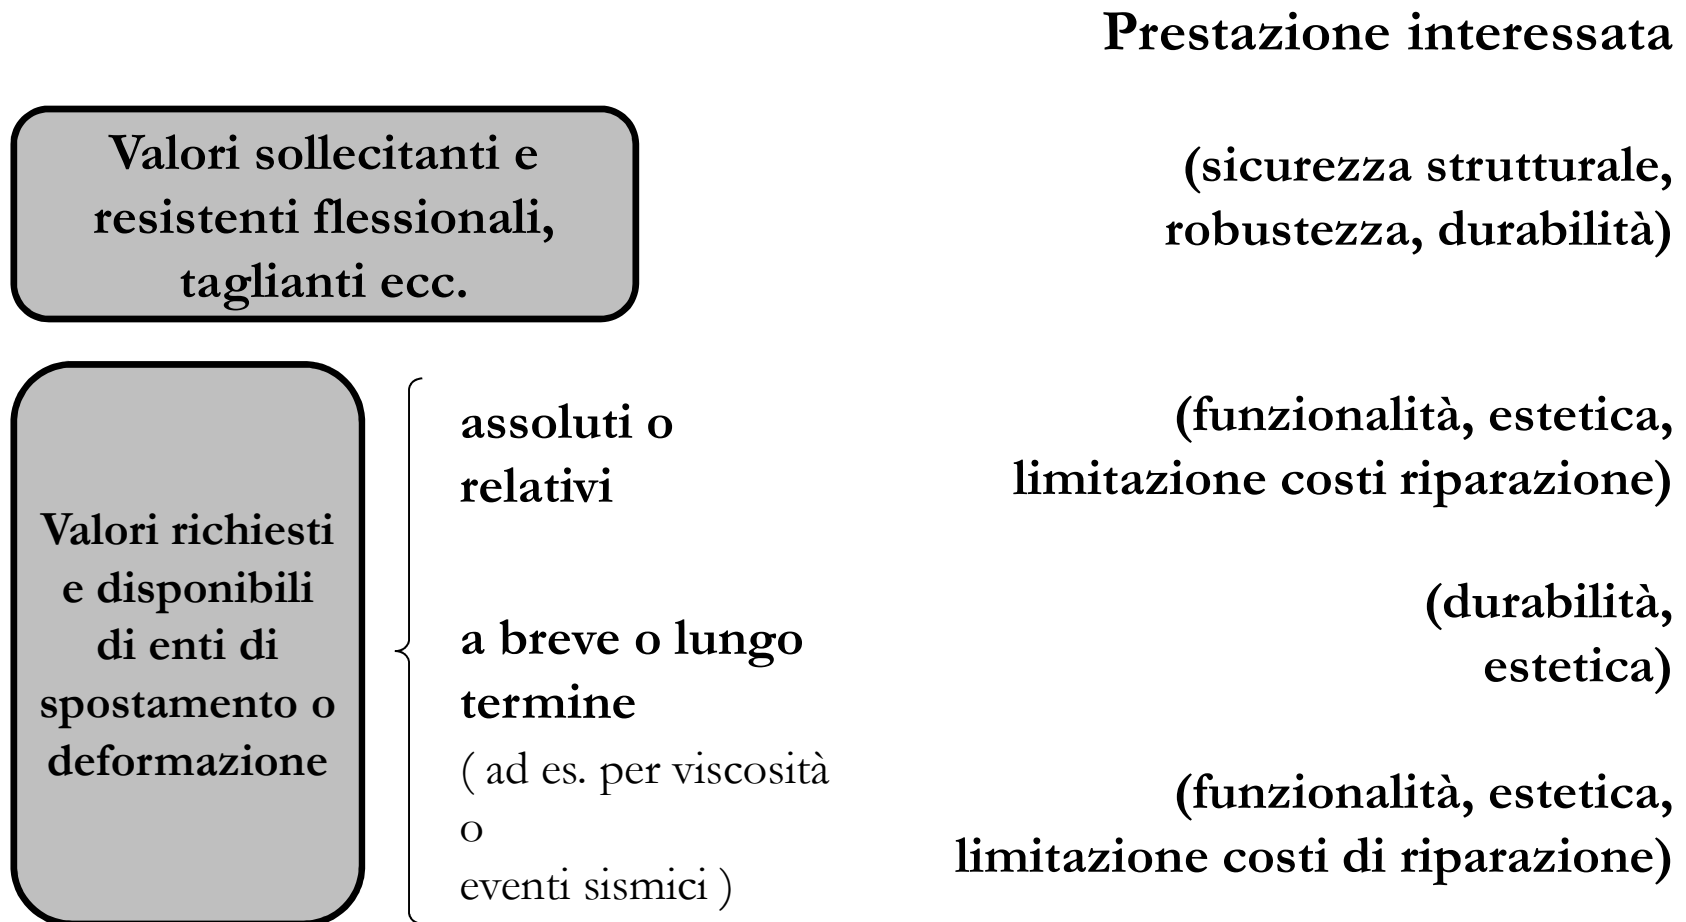 Prestazione interessata
Valori sollecitanti e
resistenti flessionali,
taglianti ecc.
(sicurezza strutturale,
robustezza, durabilità)
Valori richiesti
e disponibili
di enti di
spostamento o
deformazione
assoluti o
relativi
(funzionalità, estetica,
limitazione costi riparazione)
a breve o lungo
termine
( ad es. per viscosità
o
eventi sismici )
(durabilità,
estetica)
(funzionalità, estetica,
limitazione costi di riparazione)